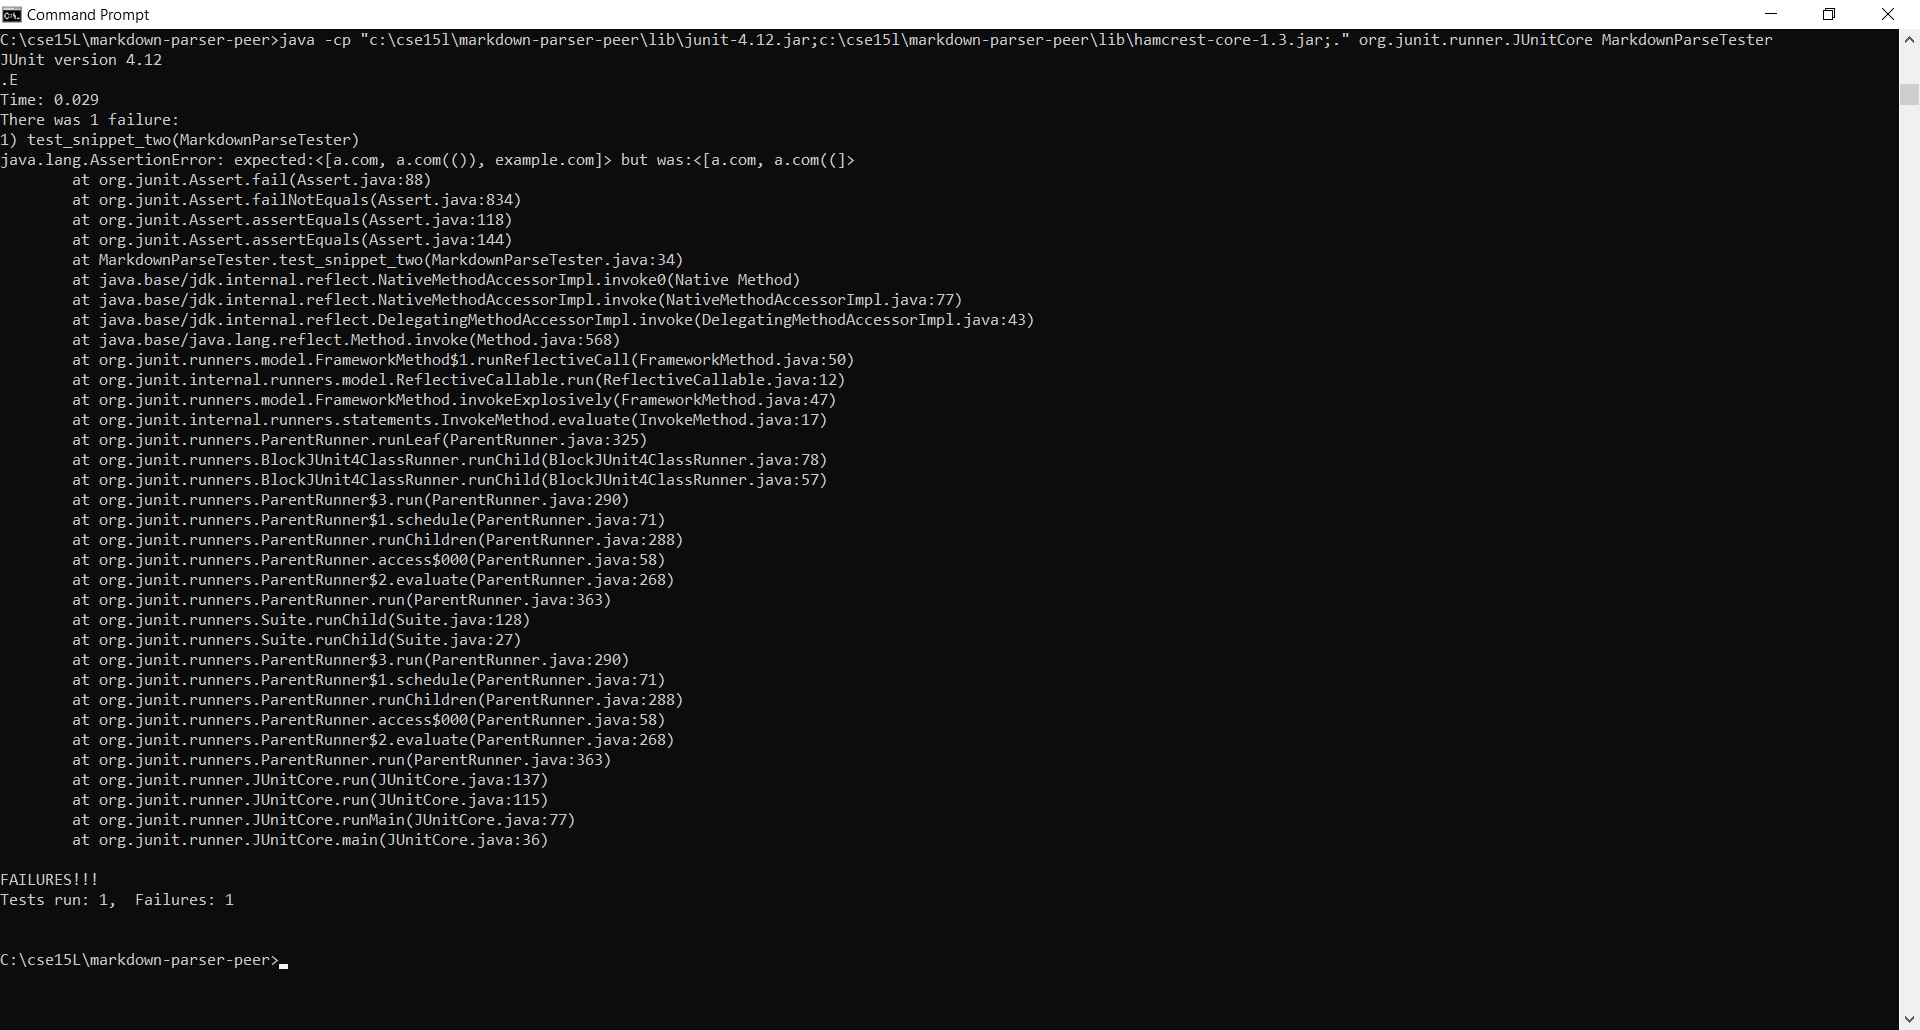 Command Prompt
C:\cse15L\markdown-parser-peer>java -cp "c:\cse15l\markdown-parser-peer\lib\junit-4.12.jar;c:\cse15l\markdown-parser-peer\lib\hamcrest-core-1.3.jar;." org.junit.runner.JUnitCore MarkdownParseTester
JUnit version 4.12
.E
Time: 0.029
There was 1 failure:
1) test_snippet_two(MarkdownParseTester)
java.lang.AssertionError: expected:<[a.com, a.com(()), example.com]> but was:<[a.com, a.com((]>
        at org.junit.Assert.fail(Assert.java:88)
        at org.junit.Assert.failNotEquals(Assert.java:834)
        at org.junit.Assert.assertEquals(Assert.java:118)
        at org.junit.Assert.assertEquals(Assert.java:144)
        at MarkdownParseTester.test_snippet_two(MarkdownParseTester.java:34)
        at java.base/jdk.internal.reflect.NativeMethodAccessorImpl.invoke0(Native Method)
        at java.base/jdk.internal.reflect.NativeMethodAccessorImpl.invoke(NativeMethodAccessorImpl.java:77)
        at java.base/jdk.internal.reflect.DelegatingMethodAccessorImpl.invoke(DelegatingMethodAccessorImpl.java:43)
        at java.base/java.lang.reflect.Method.invoke(Method.java:568)
        at org.junit.runners.model.FrameworkMethod$1.runReflectiveCall(FrameworkMethod.java:50)
        at org.junit.internal.runners.model.ReflectiveCallable.run(ReflectiveCallable.java:12)
        at org.junit.runners.model.FrameworkMethod.invokeExplosively(FrameworkMethod.java:47)
        at org.junit.internal.runners.statements.InvokeMethod.evaluate(InvokeMethod.java:17)
        at org.junit.runners.ParentRunner.runLeaf(ParentRunner.java:325)
        at org.junit.runners.BlockJUnit4ClassRunner.runChild(BlockJUnit4ClassRunner.java:78)
        at org.junit.runners.BlockJUnit4ClassRunner.runChild(BlockJUnit4ClassRunner.java:57)
        at org.junit.runners.ParentRunner$3.run(ParentRunner.java:290)
        at org.junit.runners.ParentRunner$1.schedule(ParentRunner.java:71)
        at org.junit.runners.ParentRunner.runChildren(ParentRunner.java:288)
        at org.junit.runners.ParentRunner.access$000(ParentRunner.java:58)
        at org.junit.runners.ParentRunner$2.evaluate(ParentRunner.java:268)
        at org.junit.runners.ParentRunner.run(ParentRunner.java:363)
        at org.junit.runners.Suite.runChild(Suite.java:128)
        at org.junit.runners.Suite.runChild(Suite.java:27)
        at org.junit.runners.ParentRunner$3.run(ParentRunner.java:290)
        at org.junit.runners.ParentRunner$1.schedule(ParentRunner.java:71)
        at org.junit.runners.ParentRunner.runChildren(ParentRunner.java:288)
        at org.junit.runners.ParentRunner.access$000(ParentRunner.java:58)
        at org.junit.runners.ParentRunner$2.evaluate(ParentRunner.java:268)
        at org.junit.runners.ParentRunner.run(ParentRunner.java:363)
        at org.junit.runner.JUnitCore.run(JUnitCore.java:137)
        at org.junit.runner.JUnitCore.run(JUnitCore.java:115)
        at org.junit.runner.JUnitCore.runMain(JUnitCore.java:77)
        at org.junit.runner.JUnitCore.main(JUnitCore.java:36)
FAILURES!!!
Tests run: 1,  Failures: 1
C:\cse15L\markdown-parser-peer>